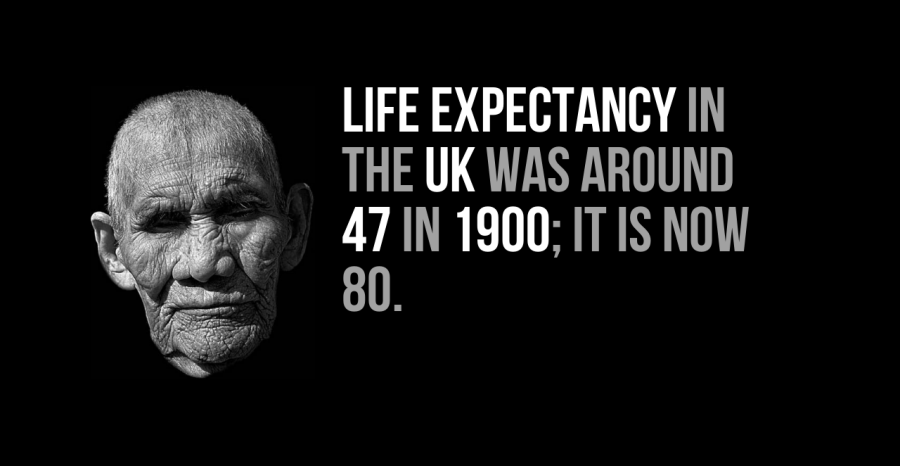 LIFE EXPECTANCY IN
THE UK WAS AROUND
47 IN 1900; IT IS NOW
80.